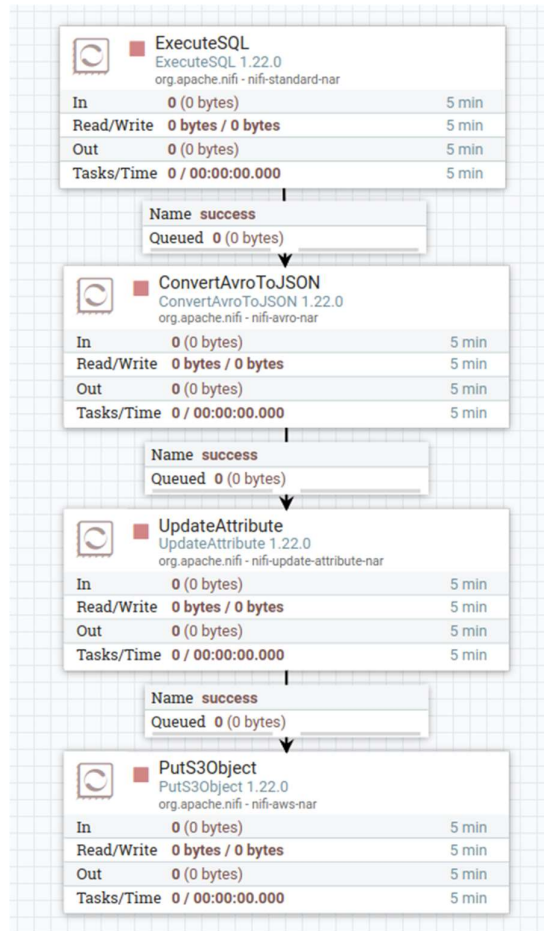 ExecuteSQL
ExecuteSQL 1.22.0
org.apache.nifi - nifi-standard-nar
In 0 (0 bytes) 5 min
Read/Write 0 bytes / 0 bytes 5 min
Out 0 (0 bytes) 5 min
Tasks/Time 0 / 00:00:00.000 5 min
Name success
Queued 0 (0 bytes)
ConvertAvroToJSON
ConvertAvroToJSON 1.22.0
org.apache.nifi - nifi-avro-nar
In 0 (0 bytes) 5 min
Read/Write 0 bytes / 0 bytes 5 min
Out 0 (0 bytes) 5 min
Tasks/Time 0 / 00:00:00.000 5 min
Name success
Queued 0 (0 bytes)
UpdateAttribute
UpdateAttribute 1.22.0
org.apache.nifi - nifi-update-attribute-nar
In 0 (0 bytes) 5 min
Read/Write 0 bytes / 0 bytes 5 min
Out 0 (0 bytes) 5 min
Tasks/Time 0 / 00:00:00.000 5 min
Name success
Queued 0 (0 bytes)
PutS3Object
PutS3Object 1.22.0
org.apache.nifi - nifi-aws-nar
In 0 (0 bytes) 5 min
Read/Write 0 bytes / 0 bytes 5 min
Out 0 (0 bytes) 5 min
Tasks/Time 0 / 00:00:00.000 5 min